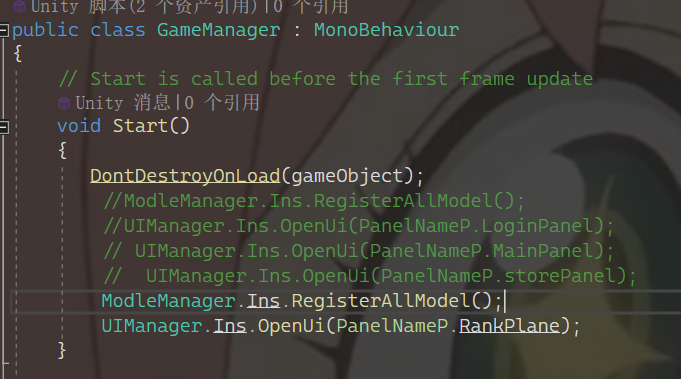 Unity 脚本(2 个资产引用)|0 个引用
public class GameManager : MonoBehaviour
{
// Start is called before the first frame update
Unity 消息|0 个引用
void Start()
{
DontDestroyOnLoad(gameObject);
//ModleManager.Ins.RegisterAllModel();
//UIManager.Ins.OpenUi(PanelNameP.LoginPanel);
// UIManager.Ins.OpenUi(PanelNameP.MainPanel);
//  UIManager.Ins.OpenUi(PanelNameP.storePanel);
ModleManager.Ins.RegisterAllModel();
UIManager.Ins.OpenUi(PanelNameP.RankPlane);
}